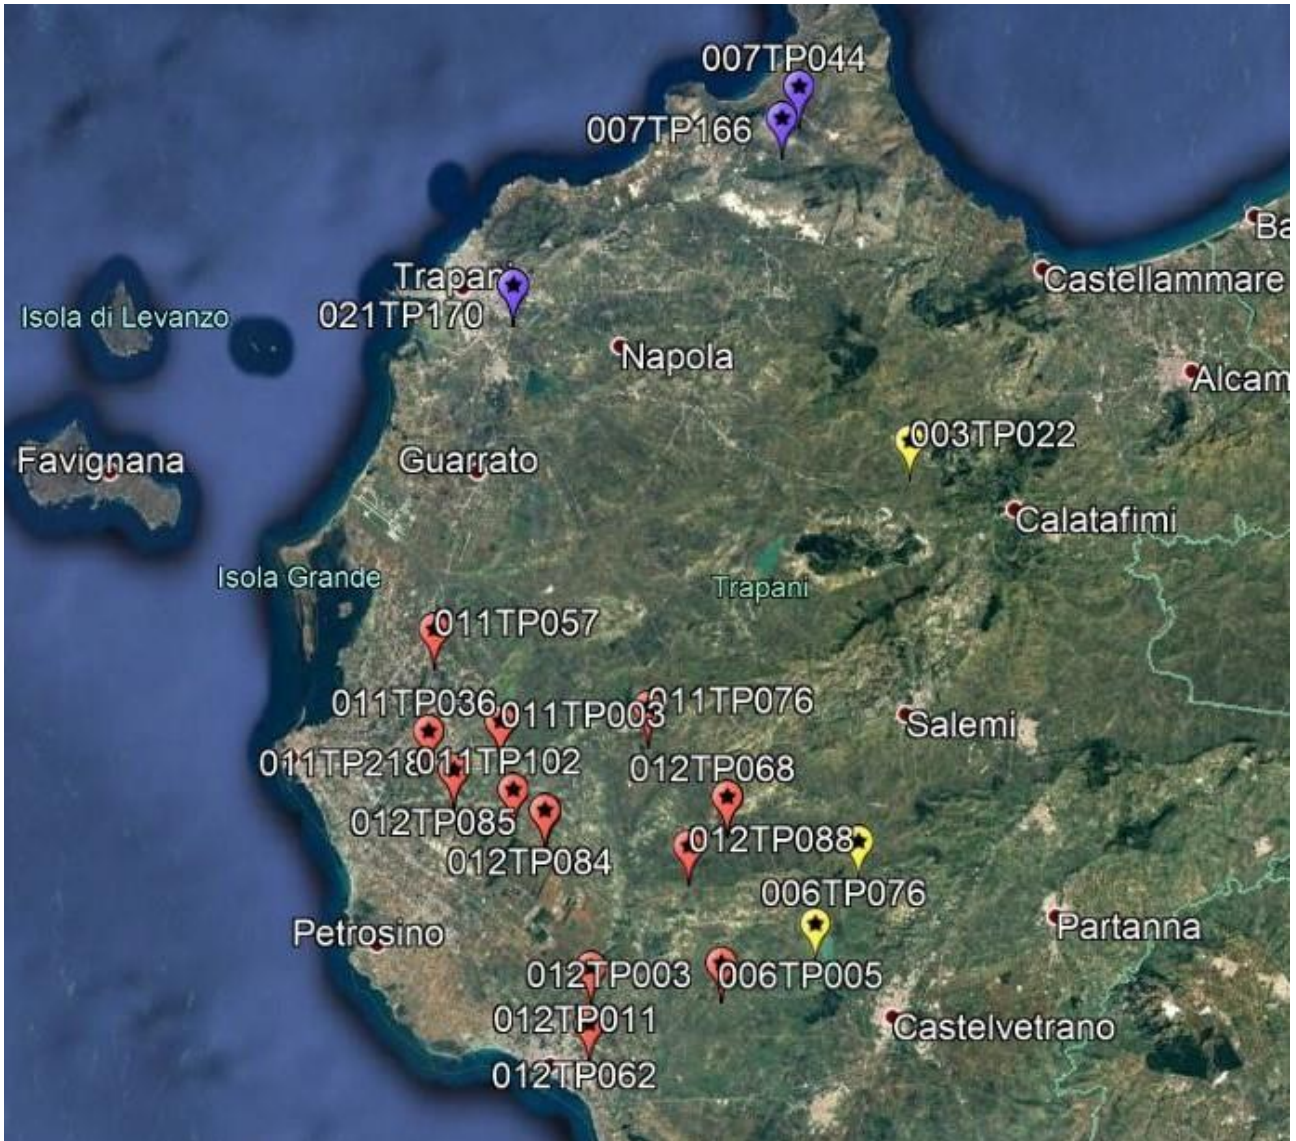 007TP044
007TP166
Ba
Castellammare
Trapani
021TP170
Isola di Levanzo
Napola
Alcam
003TP022
Favignana
Guarrato
Calatafimi
Isola Grande
Trapani
011TP057
011TP036
011TP003
011TP076
Salemi
011TP218
011TP102
012TP068
012TP085
012TP088
012TP084
006TP076
Partanna
Petrosino
012TP003
006TP005
012TP011
Castelvetrano
012TP062